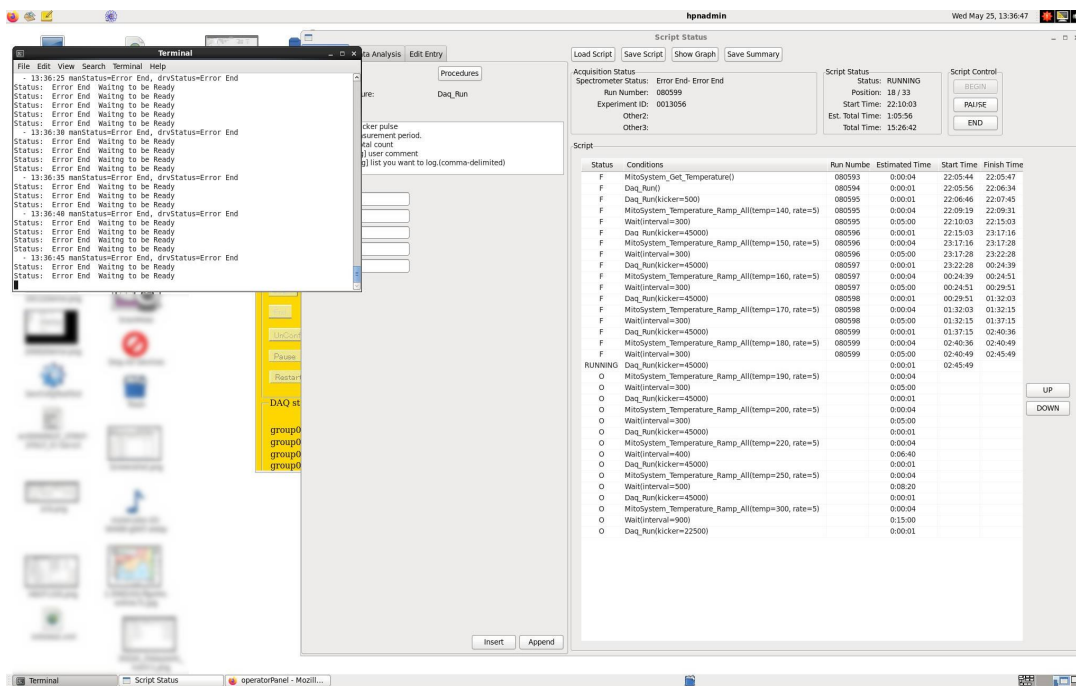 hpnadmin
Wed May 25, 13:36:47
Terminal
File Edit View Search Terminal Help
- 13:36:25 manStatus=Error End, drvStatus=Error End
Status: Error End Waitng to be Ready
Status: Error End Waitng to be Ready
Status: Error End Waitng to be Ready
Status: Error End Waitng to be Ready
- 13:36:30 manStatus=Error End, drvStatus=Error End
Status: Error End Waitng to be Ready
Status: Error End Waitng to be Ready
Status: Error End Waitng to be Ready
Status: Error End Waitng to be Ready
- 13:36:35 manStatus=Error End, drvStatus=Error End
Status: Error End Waitng to be Ready
Status: Error End Waitng to be Ready
Status: Error End Waitng to be Ready
- 13:36:40 manStatus=Error End, drvStatus=Error End
Status: Error End Waitng to be Ready
Status: Error End Waitng to be Ready
Status: Error End Waitng to be Ready
Status: Error End Waitng to be Ready
- 13:36:45 manStatus=Error End, drvStatus=Error End
Status: Error End Waitng to be Ready
Status: Error End Waitng to be Ready
Script Status
ta Analysis Edit Entry
Procedures
ure: Daq_Run
cker pulse
asurement period.
otal count
g] user comment
g] list you want to log.(comma-delimited)
UnConf
Pause
Restart
DAQ st
group0
group0
group0
group0
Insert Append
Load Script Save Script Show Graph Save Summary
Acquisition Status
Spectrometer Status: Error End- Error End
Run Number: 080599
Experiment ID: 0013056
Other2:
Other3:
Script Status
Status: RUNNING
Position: 18 / 33
Start Time: 22:10:03
Est. Total Time: 1:05:56
Total Time: 15:26:42
Script Control
BEGIN
PAUSE
END
Script
Status Conditions Run Numbe Estimated Time Start Time Finish Time
F MitoSystem_Get_Temperature() 080593 0:00:04 22:05:44 22:05:47
F Daq_Run() 080594 0:00:01 22:05:56 22:06:34
F Daq_Run(kicker=500) 080595 0:00:01 22:06:46 22:07:45
F MitoSystem_Temperature_Ramp_All(temp=140, rate=5) 080595 0:00:04 22:09:19 22:09:31
F Wait(interval=300) 080595 0:05:00 22:10:03 22:15:03
F Daq_Run(kicker=45000) 080596 0:00:01 22:15:03 23:17:16
F MitoSystem_Temperature_Ramp_All(temp=150, rate=5) 080596 0:00:04 23:17:16 23:17:28
F Wait(interval=300) 080596 0:05:00 23:17:28 23:22:28
F Daq_Run(kicker=45000) 080597 0:00:01 23:22:28 00:24:39
F MitoSystem_Temperature_Ramp_All(temp=160, rate=5) 080597 0:00:04 00:24:39 00:24:51
F Wait(interval=300) 080597 0:05:00 00:24:51 00:29:51
F Daq_Run(kicker=45000) 080598 0:00:01 00:29:51 01:32:03
F MitoSystem_Temperature_Ramp_All(temp=170, rate=5) 080598 0:00:04 01:32:03 01:32:15
F Wait(interval=300) 080598 0:05:00 01:32:15 01:37:15
F Daq_Run(kicker=45000) 080599 0:00:01 01:37:15 02:40:36
F MitoSystem_Temperature_Ramp_All(temp=180, rate=5) 080599 0:00:04 02:40:36 02:40:49
F Wait(interval=300) 080599 0:05:00 02:40:49 02:45:49
RUNNING Daq_Run(kicker=45000) 0:00:01 02:45:49
O MitoSystem_Temperature_Ramp_All(temp=190, rate=5) 0:00:04
O Wait(interval=300) 0:05:00
O Daq_Run(kicker=45000) 0:00:01
O MitoSystem_Temperature_Ramp_All(temp=200, rate=5) 0:00:04
O Wait(interval=300) 0:05:00
O Daq_Run(kicker=45000) 0:00:01
O MitoSystem_Temperature_Ramp_All(temp=220, rate=5) 0:00:04
O Wait(interval=400) 0:06:40
O Daq_Run(kicker=45000) 0:00:01
O MitoSystem_Temperature_Ramp_All(temp=250, rate=5) 0:00:04
O Wait(interval=500) 0:08:20
O Daq_Run(kicker=45000) 0:00:01
O MitoSystem_Temperature_Ramp_All(temp=300, rate=5) 0:00:04
O Wait(interval=900) 0:15:00
O Daq_Run(kicker=22500) 0:00:01
UP
DOWN
Terminal
Script Status
operatorPanel - Mozill...